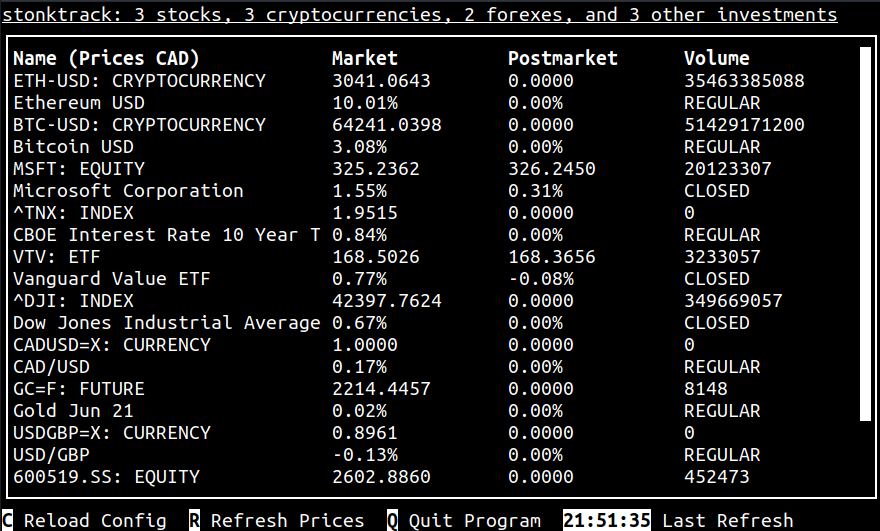 stonktrack: 3 stocks, 3 cryptocurrencies, 2 forexes, and 3 other investments
Name (Prices CAD) Market Postmarket Volume
ETH-USD: CRYPTOCURRENCY 3041.0643 0.0000 35463385088
Ethereum USD 10.01% 0.00% REGULAR
BTC-USD: CRYPTOCURRENCY 64241.0398 0.0000 51429171200
Bitcoin USD 3.08% 0.00% REGULAR
MSFT: EQUITY 325.2362 326.2450 20123307
Microsoft Corporation 1.55% 0.31% CLOSED
^TNX: INDEX 1.9515 0.0000 0
CBOE Interest Rate 10 Year T 0.84% 0.00% REGULAR
VTV: ETF 168.5026 168.3656 3233057
Vanguard Value ETF 0.77% -0.08% CLOSED
^DJI: INDEX 42397.7624 0.0000 349669057
Dow Jones Industrial Average 0.67% 0.00% CLOSED
CADUSD=X: CURRENCY 1.0000 0.0000 0
CAD/USD 0.17% 0.00% REGULAR
GC=F: FUTURE 2214.4457 0.0000 8148
Gold Jun 21 0.02% 0.00% REGULAR
USDGBP=X: CURRENCY 0.8961 0.0000 0
USD/GBP -0.13% 0.00% REGULAR
600519.SS: EQUITY 2602.8860 0.0000 452473
C Reload Config R Refresh Prices Q Quit Program 21:51:35 Last Refresh